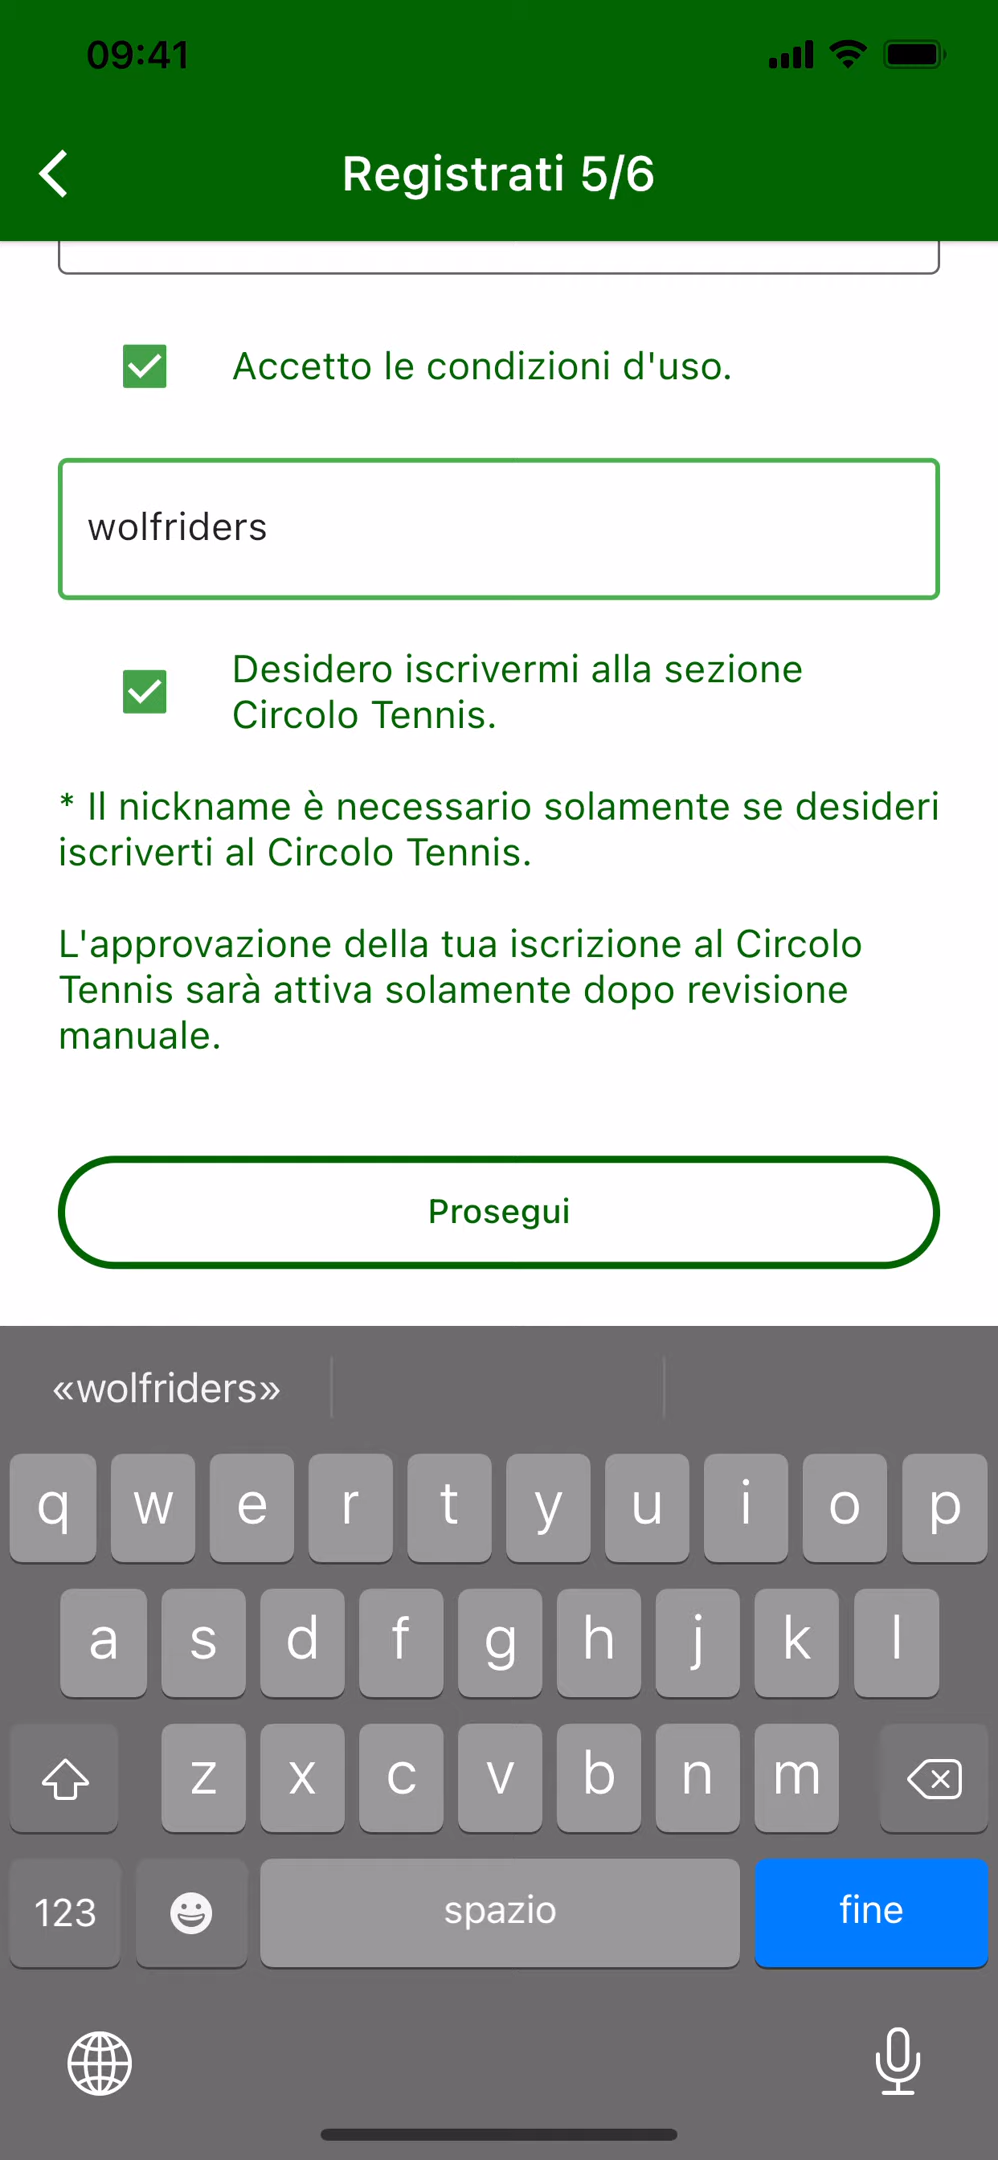 09:41
Registrati 5/6
Accetto le condizioni d'uso.
wolfriders
Desidero iscrivermi alla sezione
Circolo Tennis.
* Il nickname è necessario solamente se desideri
iscriverti al Circolo Tennis.
L'approvazione della tua iscrizione al Circolo
Tennis sarà attiva solamente dopo revisione
manuale.
Prosegui
«wolfriders»
q w e r t y u i o p
a s d f g h j k l
z x c v b n m
123 spazio fine